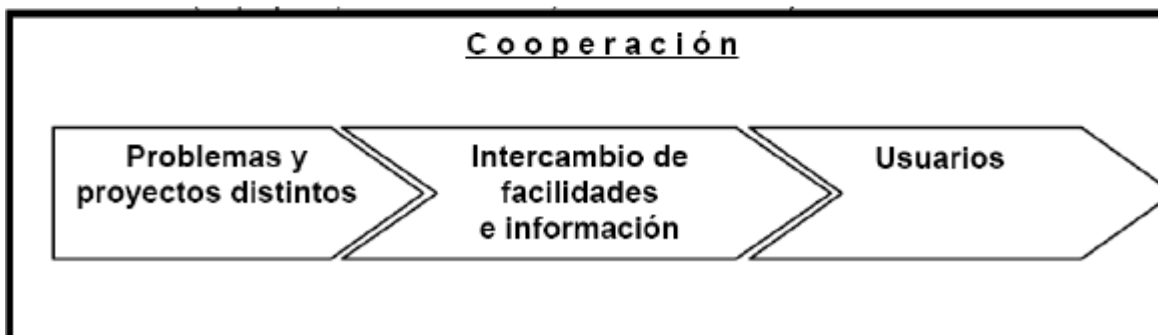 Cooperación
Problemas y
proyectos distintos
Intercambio de
facilidades
e información
Usuarios